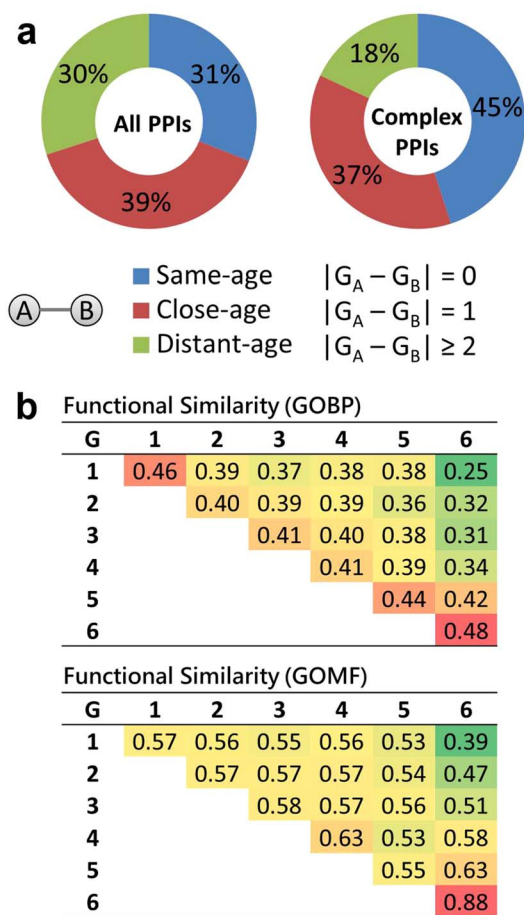 a
30% 31% 18% 45%
All PPIs Complex
PPIs
39% 37%
Same-age |G_A – G_B| = 0
A B Close-age |G_A – G_B| = 1
Distant-age |G_A – G_B| ≥ 2
b
Functional Similarity (GOBP)
G 1 2 3 4 5 6
1 0.46 0.39 0.37 0.38 0.38 0.25
2 0.40 0.39 0.39 0.36 0.32
3 0.41 0.40 0.38 0.31
4 0.41 0.39 0.34
5 0.44 0.42
6 0.48
Functional Similarity (GOMF)
G 1 2 3 4 5 6
1 0.57 0.56 0.55 0.56 0.53 0.39
2 0.57 0.57 0.57 0.54 0.47
3 0.58 0.57 0.56 0.51
4 0.63 0.53 0.58
5 0.55 0.63
6 0.88